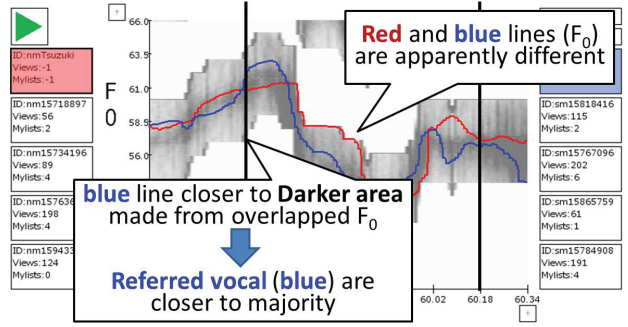 +
ID:nmTsuzuki
Views:-1
Mylists:-1
ID:nm15718897
Views:56
Mylists:2
ID:nm15734196
Views:89
Mylists:4
Views:198
Mylists:4
Views:124
Mylists:0
F
0
66.0
63.5
61.0
58.5
56.0
Red and blue lines (F0)
are apparently different
blue line closer to Darker area
made from overlapped F0
Referred vocal (blue) are
closer to majority
60.02
60.18
60.34
+
ID:sm15818416
Views:115
Mylists:2
ID:sm15767096
Views:202
Mylists:6
ID:sm15865759
Views:61
Mylists:1
ID:sm15784908
Views:191
Mylists:4